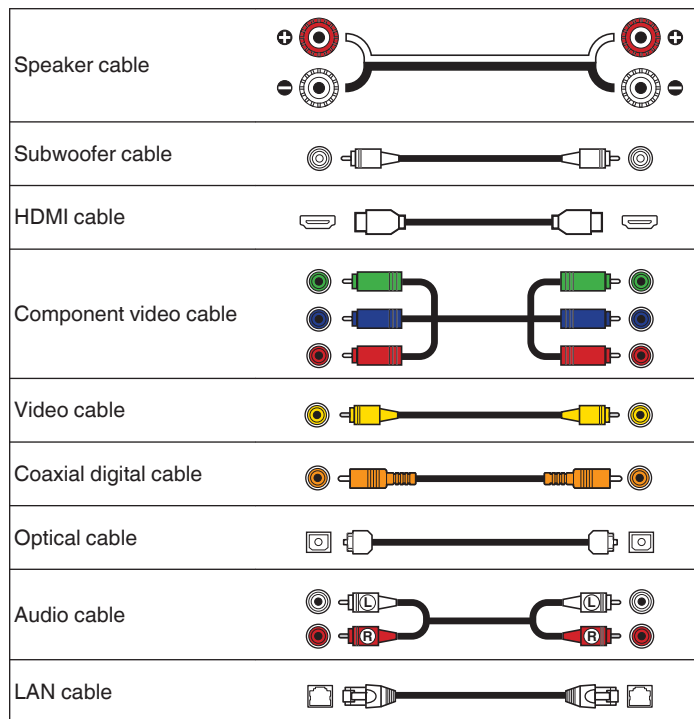 Speaker cable
Subwoofer cable
HDMI cable
Component video cable
Video cable
Coaxial digital cable
Optical cable
L L
Audio cable
R R
LAN cable